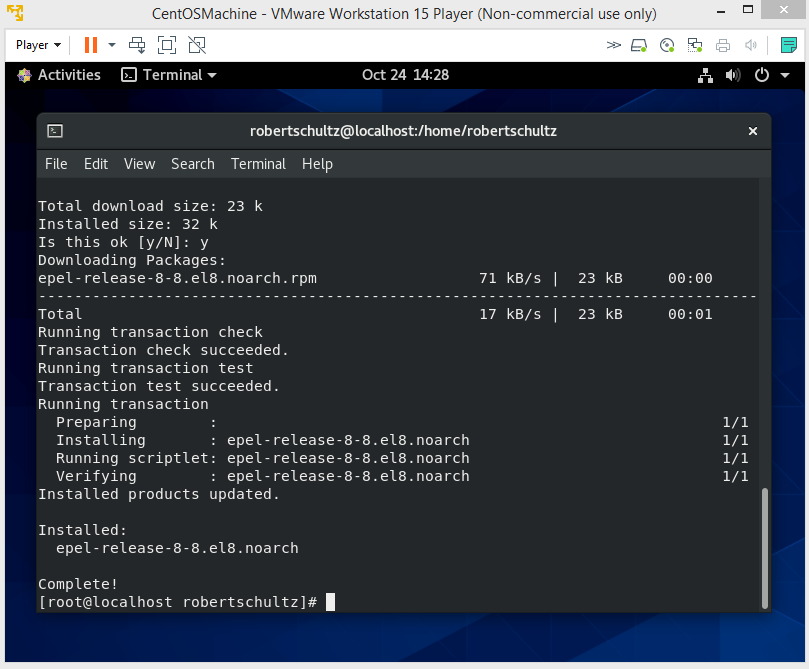 CentOSMachine - VMware Workstation 15 Player (Non-commercial use only)
Player
Activities Terminal Oct 24 14:28
robertschultz@localhost:/home/robertschultz
File Edit View Search Terminal Help
Total download size: 23 k
Installed size: 32 k
Is this ok [y/N]: y
Downloading Packages:
epel-release-8-8.el8.noarch.rpm 71 kB/s | 23 kB 00:00
--------------------------------------------------------------------------------
Total 17 kB/s | 23 kB 00:01
Running transaction check
Transaction check succeeded.
Running transaction test
Transaction test succeeded.
Running transaction
Preparing : 1/1
Installing : epel-release-8-8.el8.noarch 1/1
Running scriptlet: epel-release-8-8.el8.noarch 1/1
Verifying : epel-release-8-8.el8.noarch 1/1
Installed products updated.
Installed:
epel-release-8-8.el8.noarch
Complete!
[root@localhost robertschultz]#